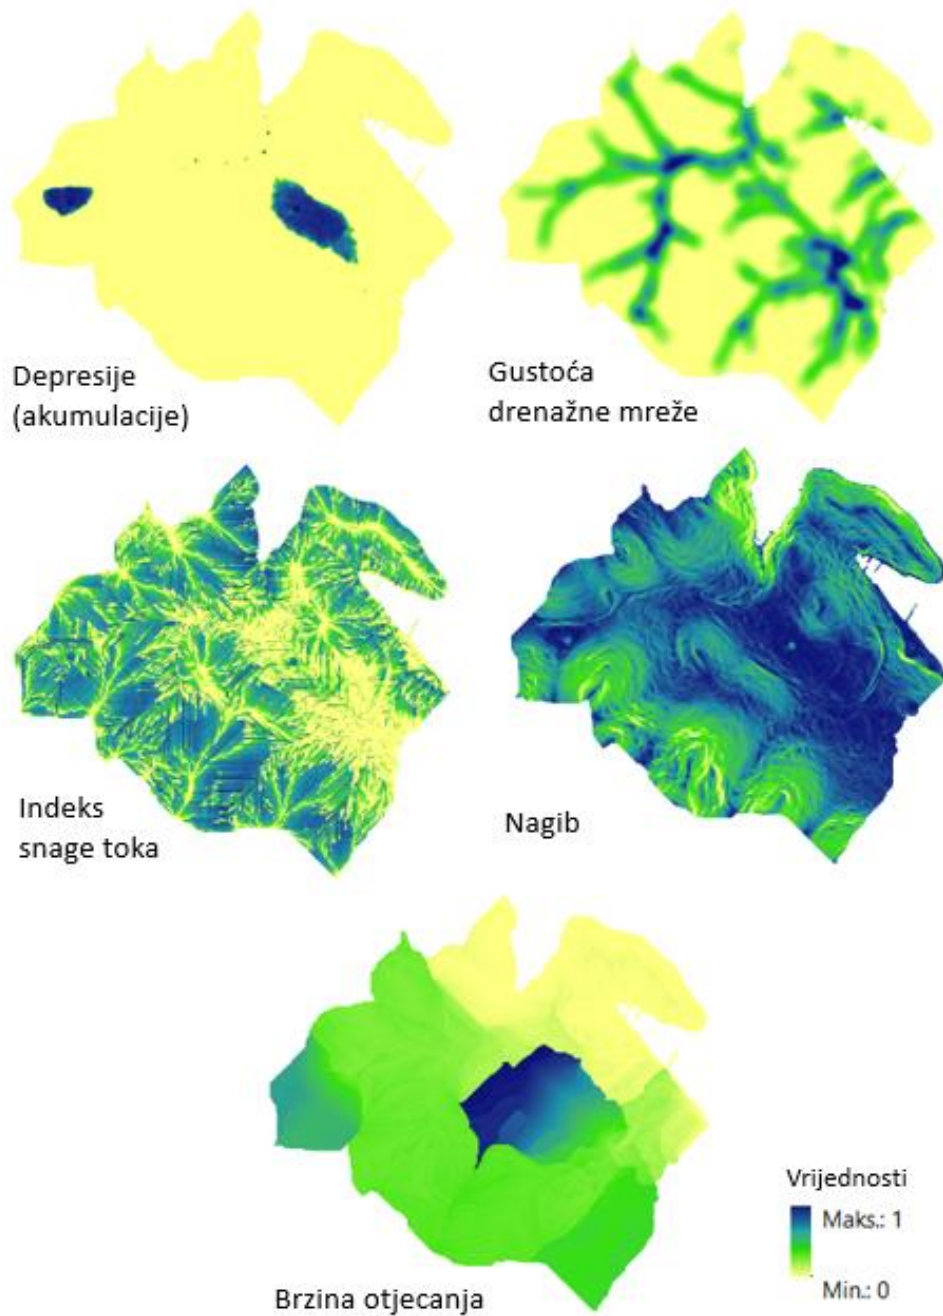 Depresije
(akumulacije)
Gustoća
drenažne mreže
Indeks
snage toka
Nagib
Brzina otjecanja
Vrijednosti
Maks.: 1
Min.: 0